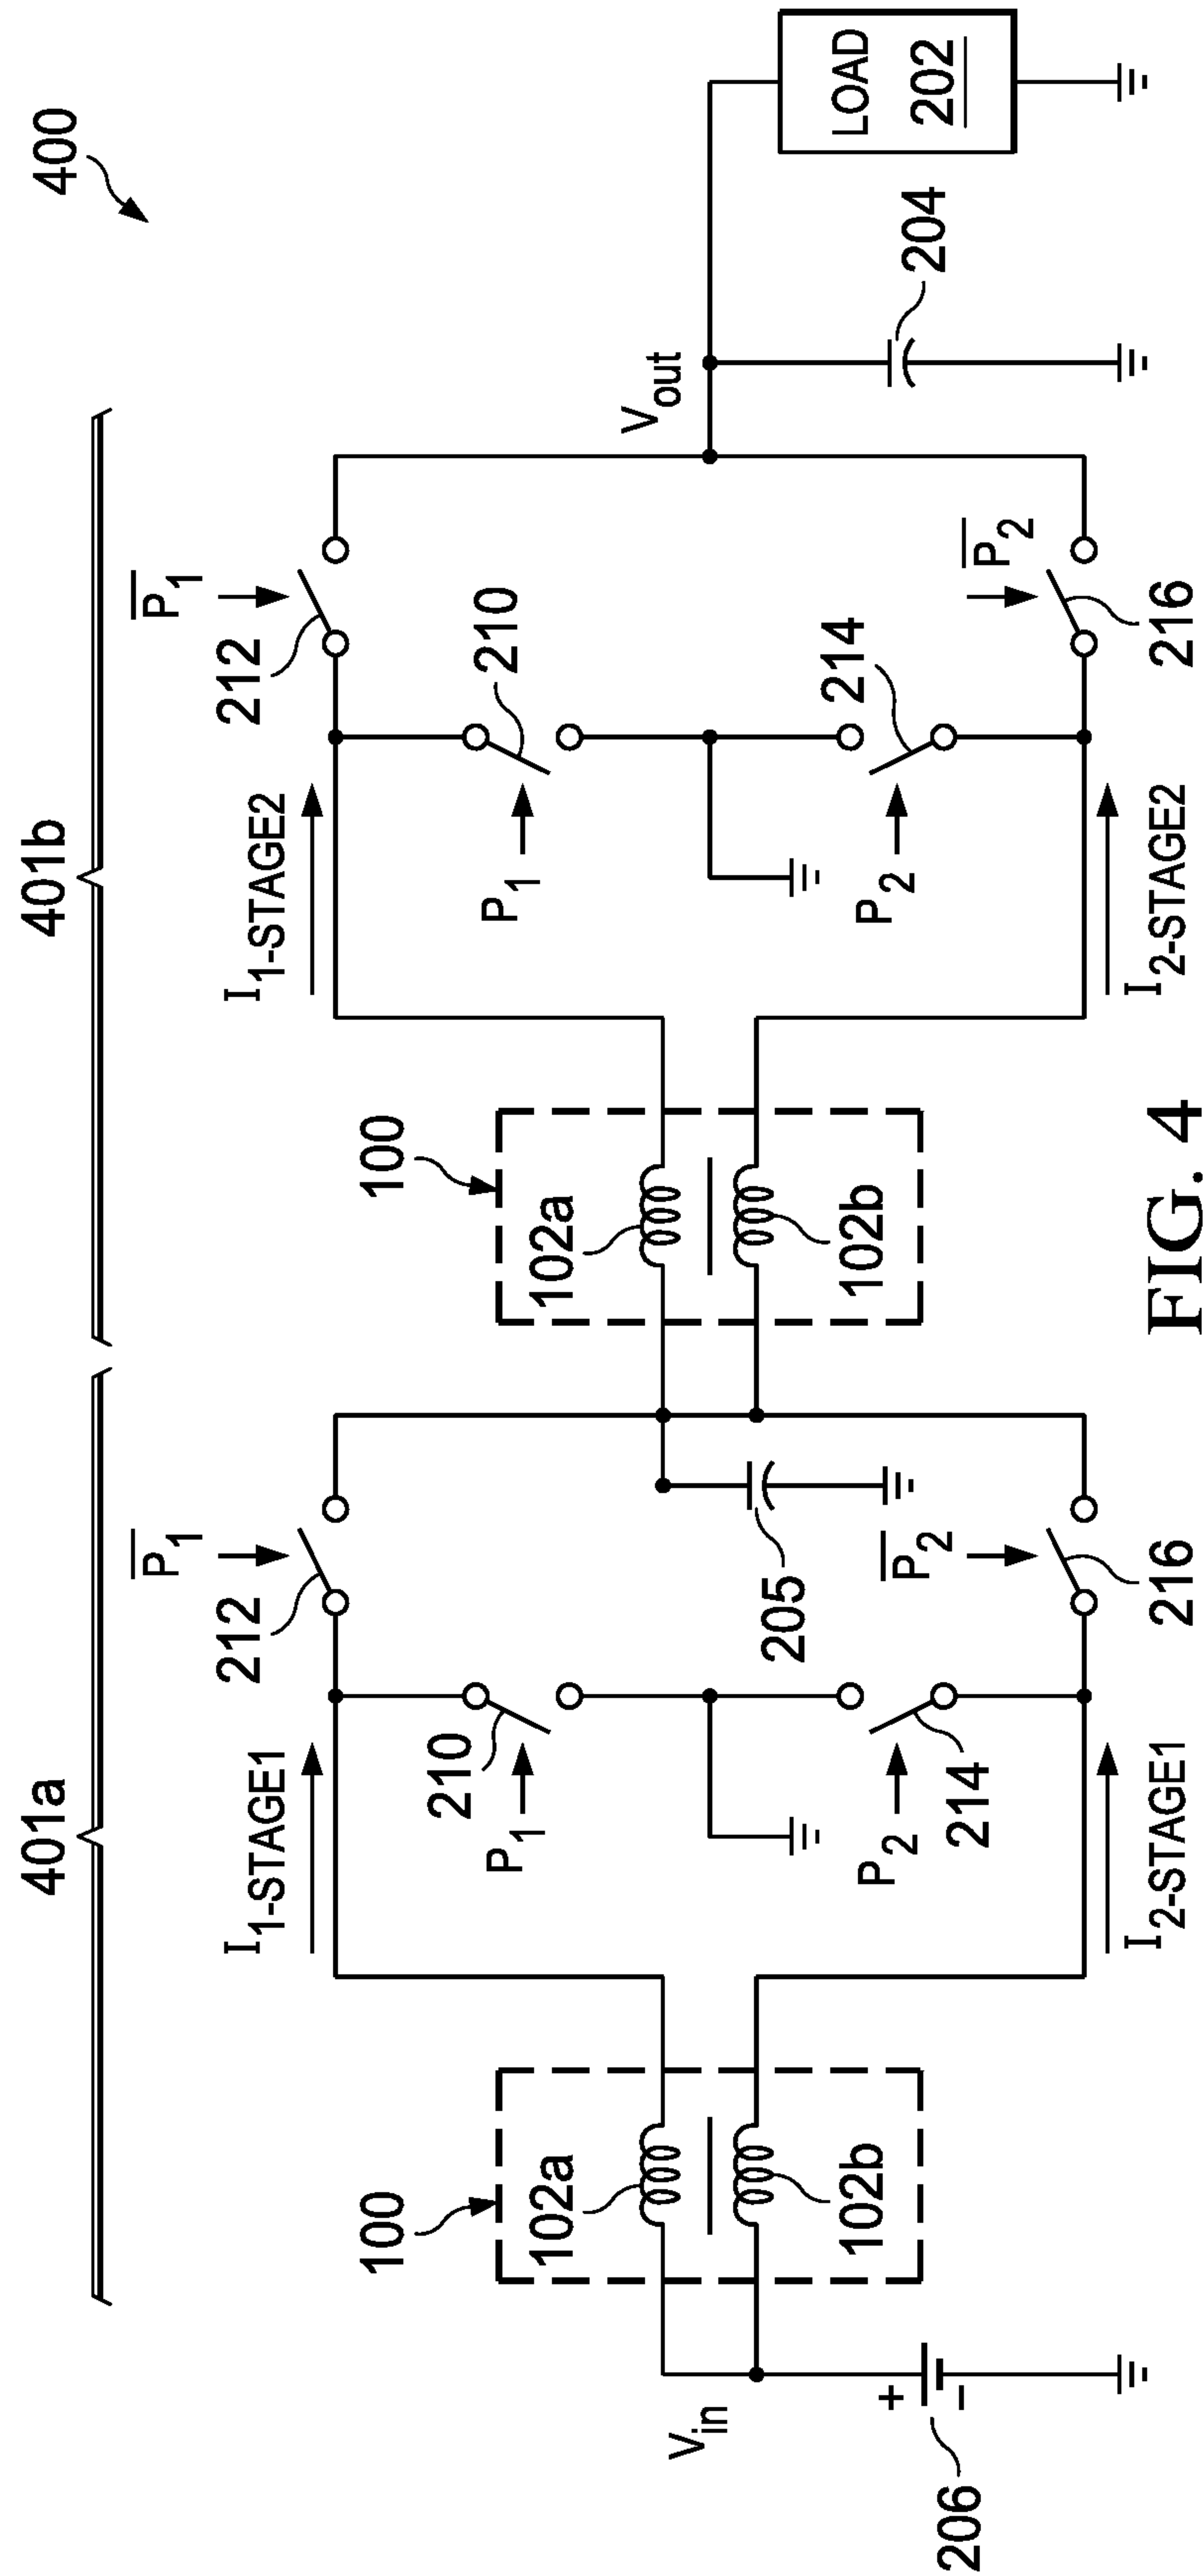 400
401a
401b
P̅1
212
P̅1
212
I1-STAGE1
I1-STAGE2
210
P1
210
P1
LOAD
202
100
102a
100
102a
Vin
Vout
102b
102b
205
204
P2
214
P2
214
P̅2
P̅2
+
−
206
I2-STAGE1
216
I2-STAGE2
216
FIG. 4